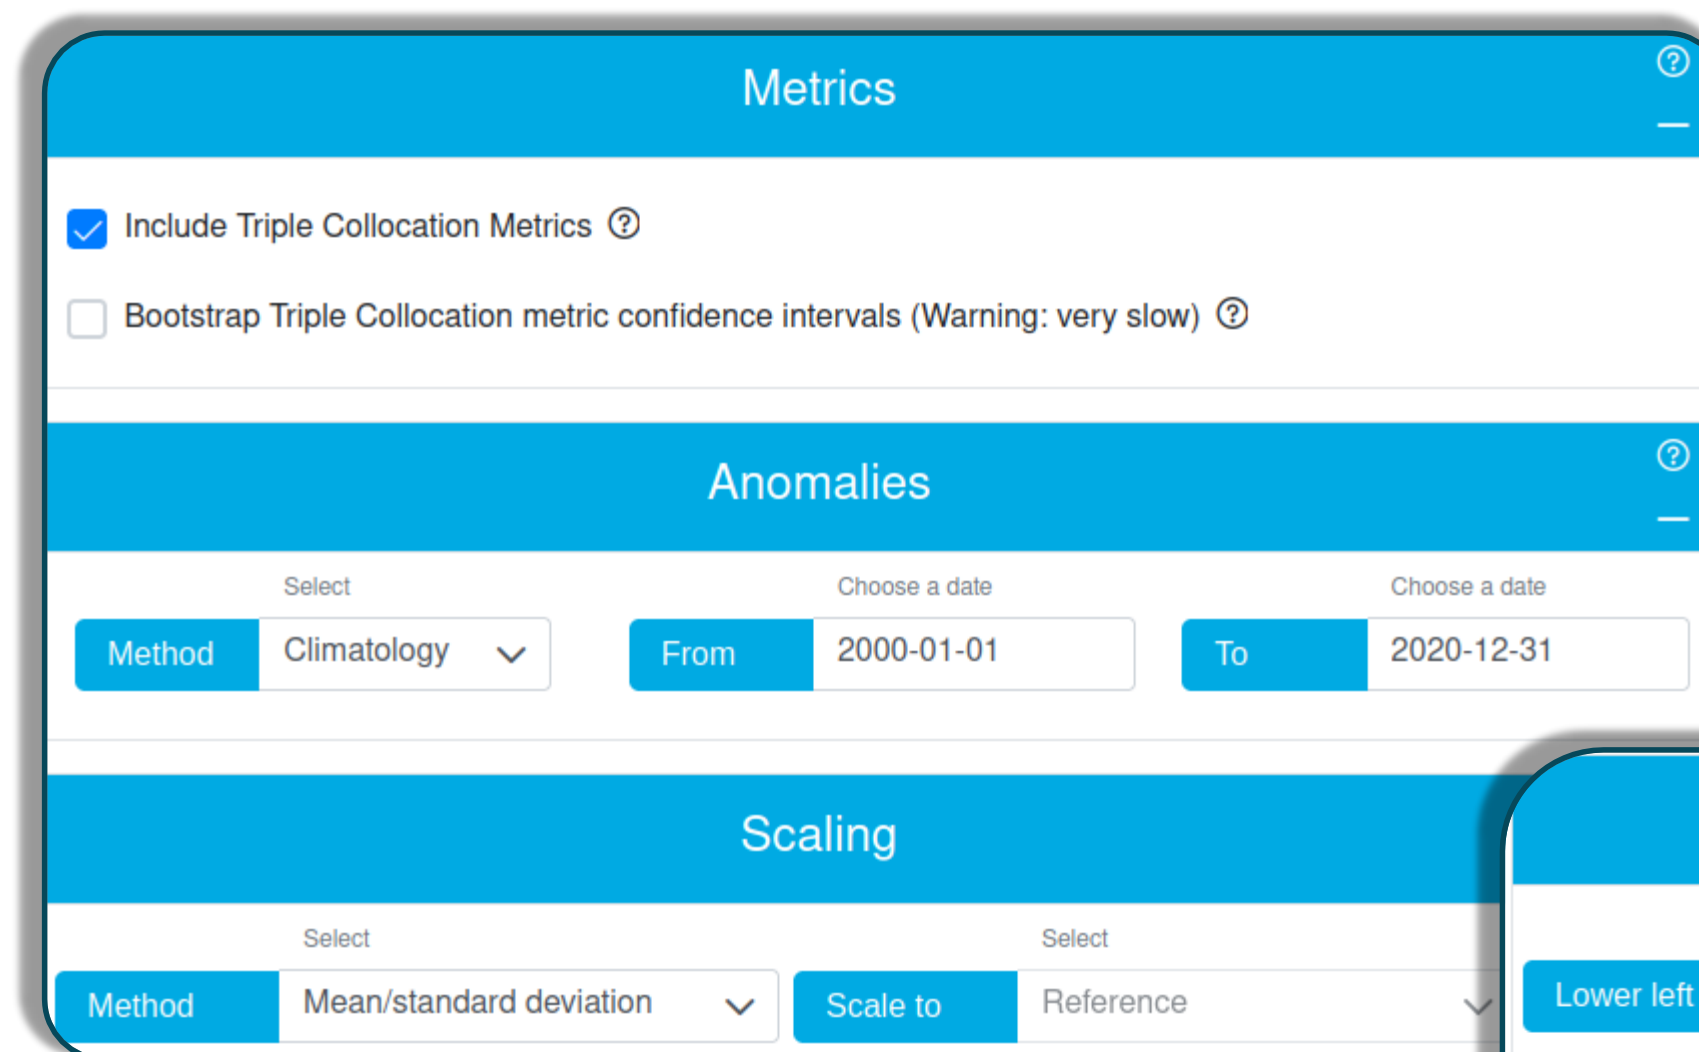 Metrics
Include Triple Collocation Metrics
Bootstrap Triple Collocation metric confidence intervals (Warning: very slow)
Anomalies
Select Choose a date Choose a date
Method Climatology From 2000-01-01 To 2020-12-31
Scaling
Select Select
Method Mean/standard deviation Scale to Reference Lower left